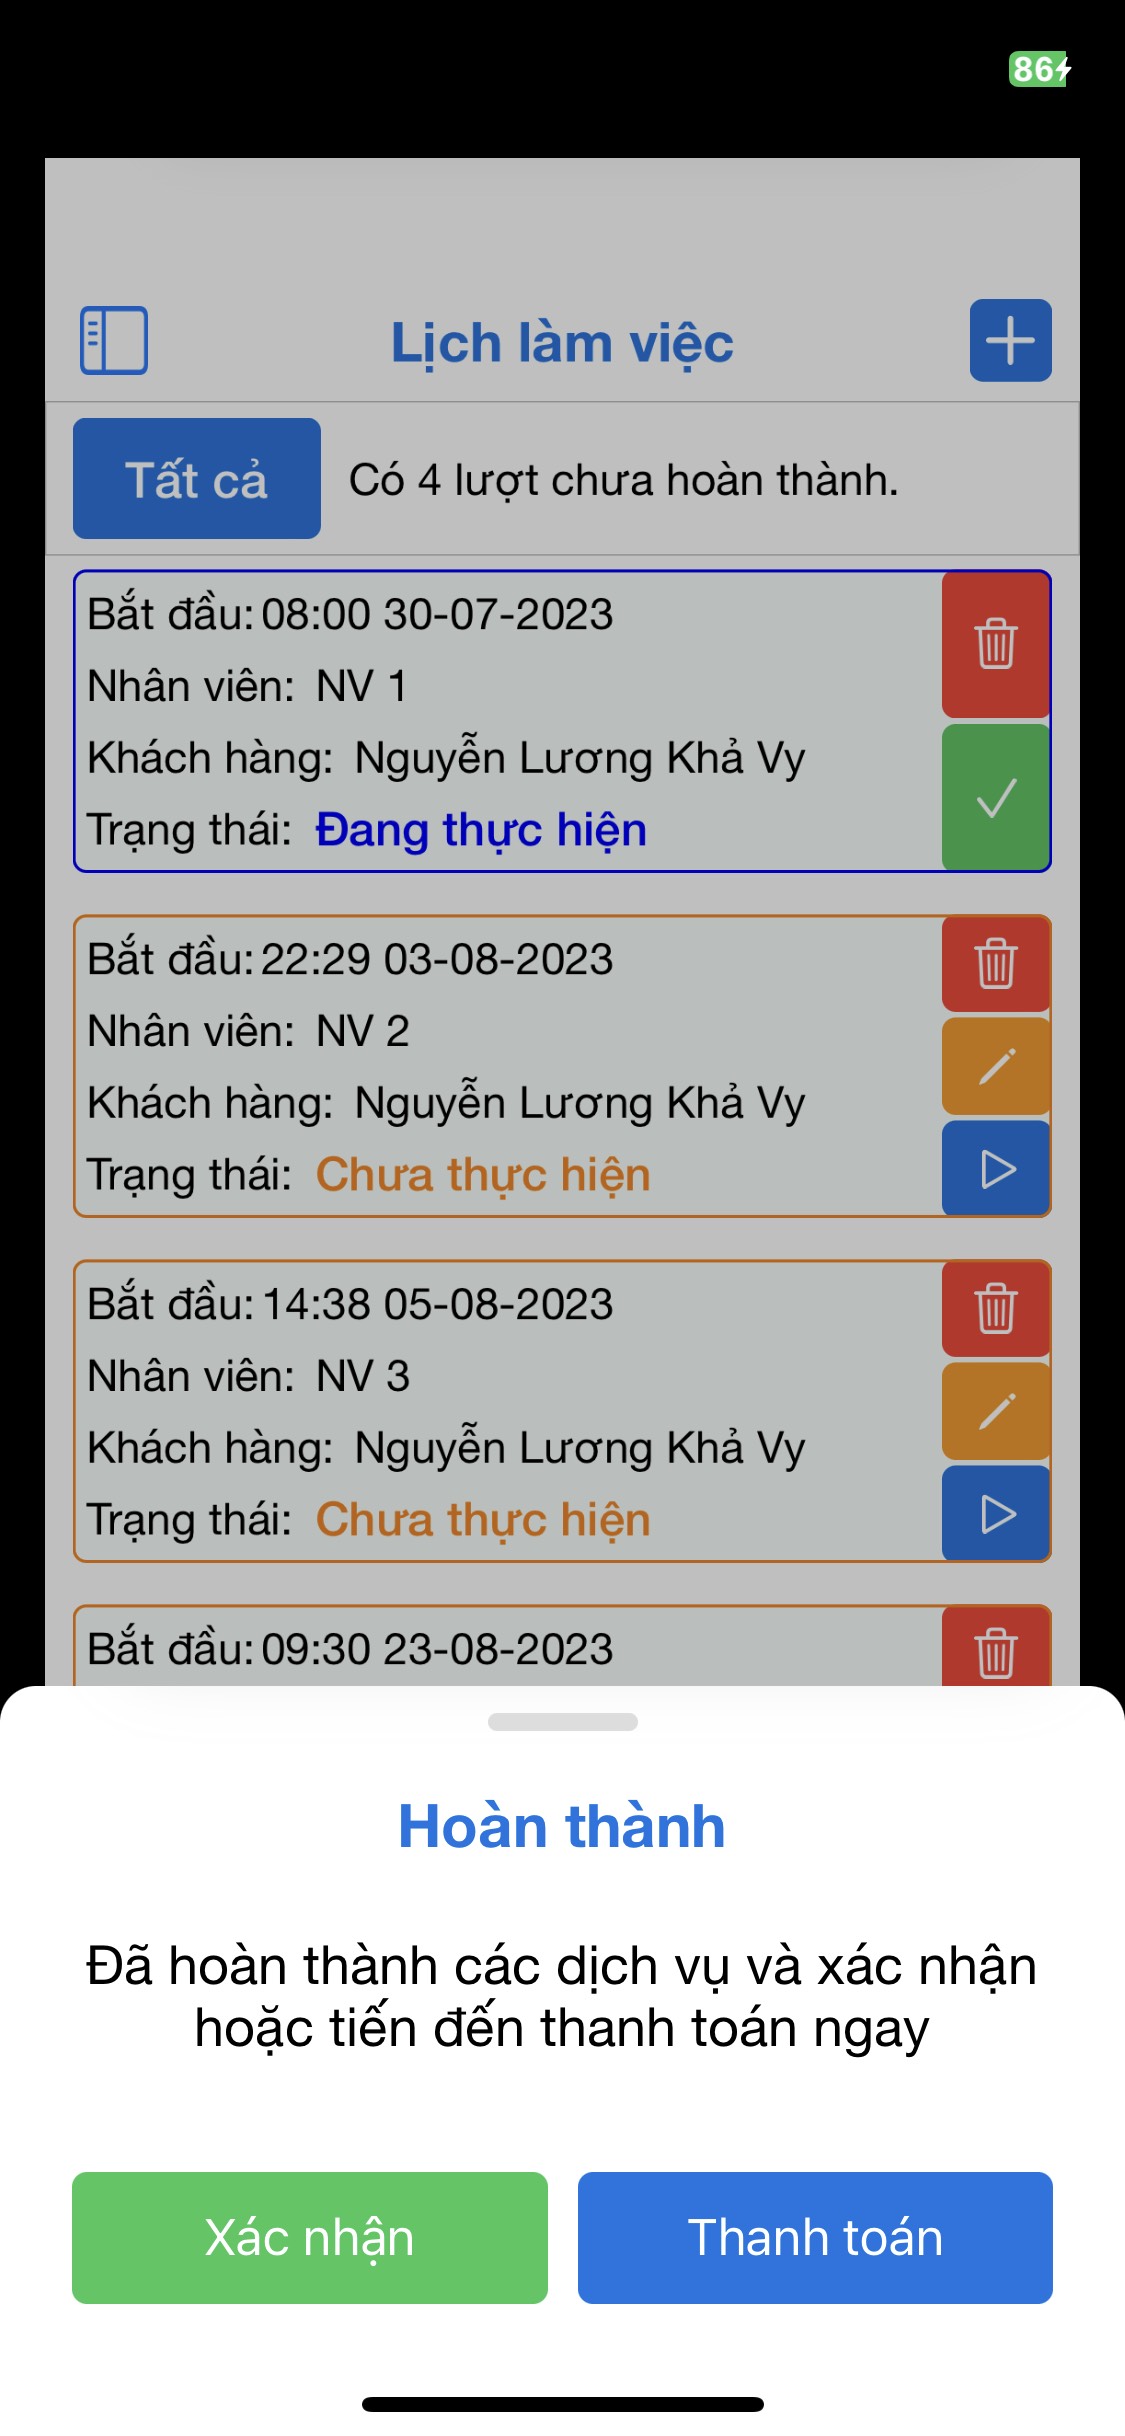 86
Lịch làm việc
Tất cả
Có 4 lượt chưa hoàn thành.
Bắt đầu: 08:00 30-07-2023
Nhân viên: NV 1
Khách hàng: Nguyễn Lương Khả Vy
Trạng thái: Đang thực hiện
Bắt đầu: 22:29 03-08-2023
Nhân viên: NV 2
Khách hàng: Nguyễn Lương Khả Vy
Trạng thái: Chưa thực hiện
Bắt đầu: 14:38 05-08-2023
Nhân viên: NV 3
Khách hàng: Nguyễn Lương Khả Vy
Trạng thái: Chưa thực hiện
Bắt đầu: 09:30 23-08-2023
Hoàn thành
Đã hoàn thành các dịch vụ và xác nhận
hoặc tiến đến thanh toán ngay
Xác nhận
Thanh toán